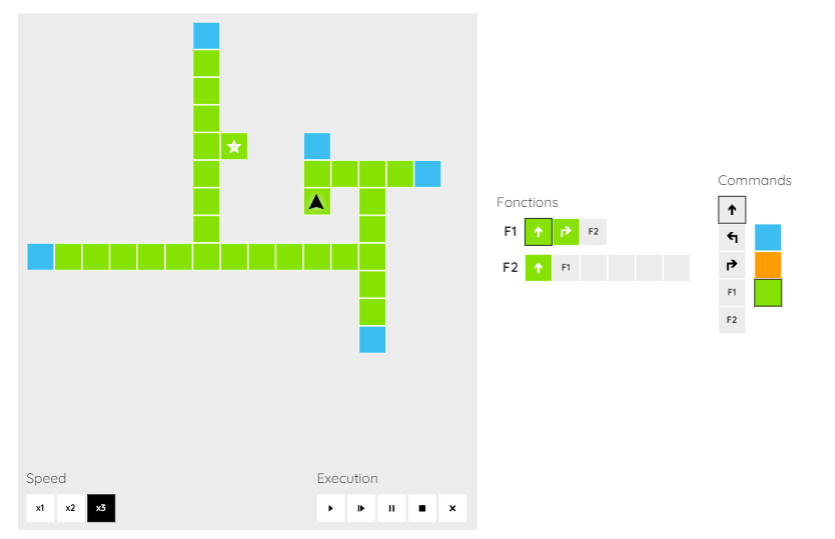 Commands
Fonctions
F1 F2
F2 F1
F1
F2
Speed
Execution
x1 x2 x3